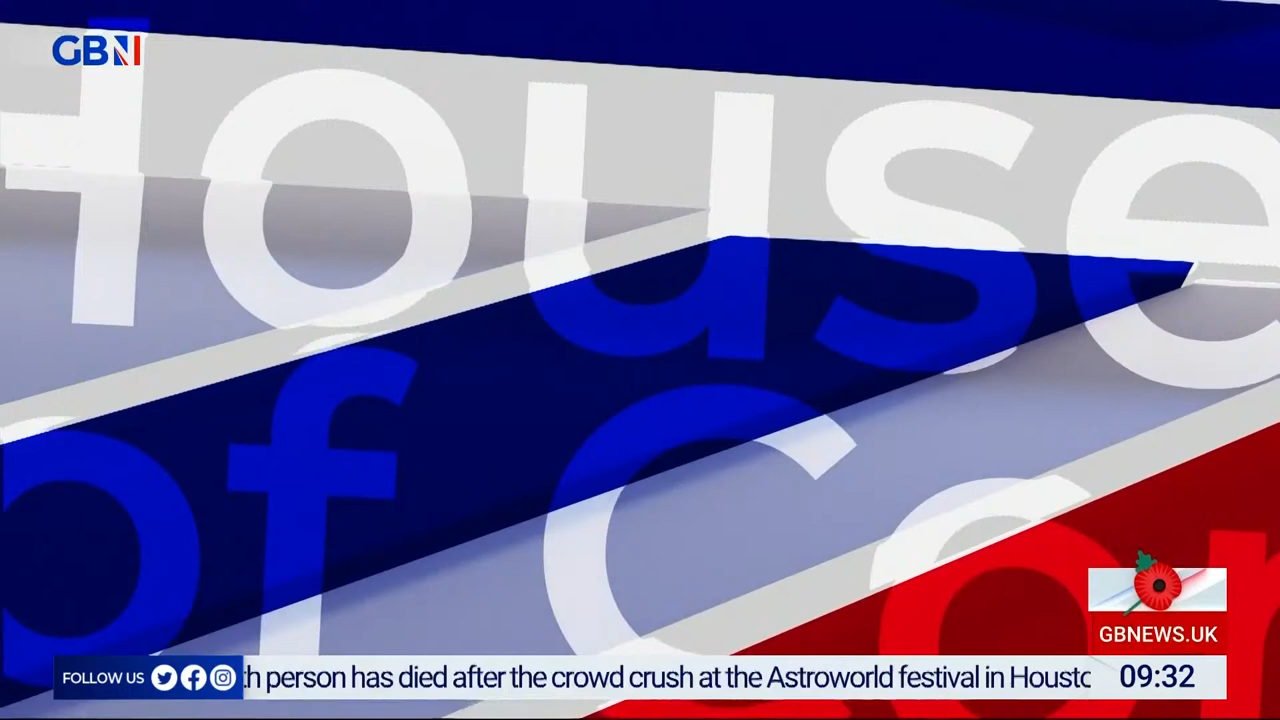 GBN
House
of Co
GBNEWS.UK
FOLLOW US
h person has died after the crowd crush at the Astroworld festival in Housto
09:32